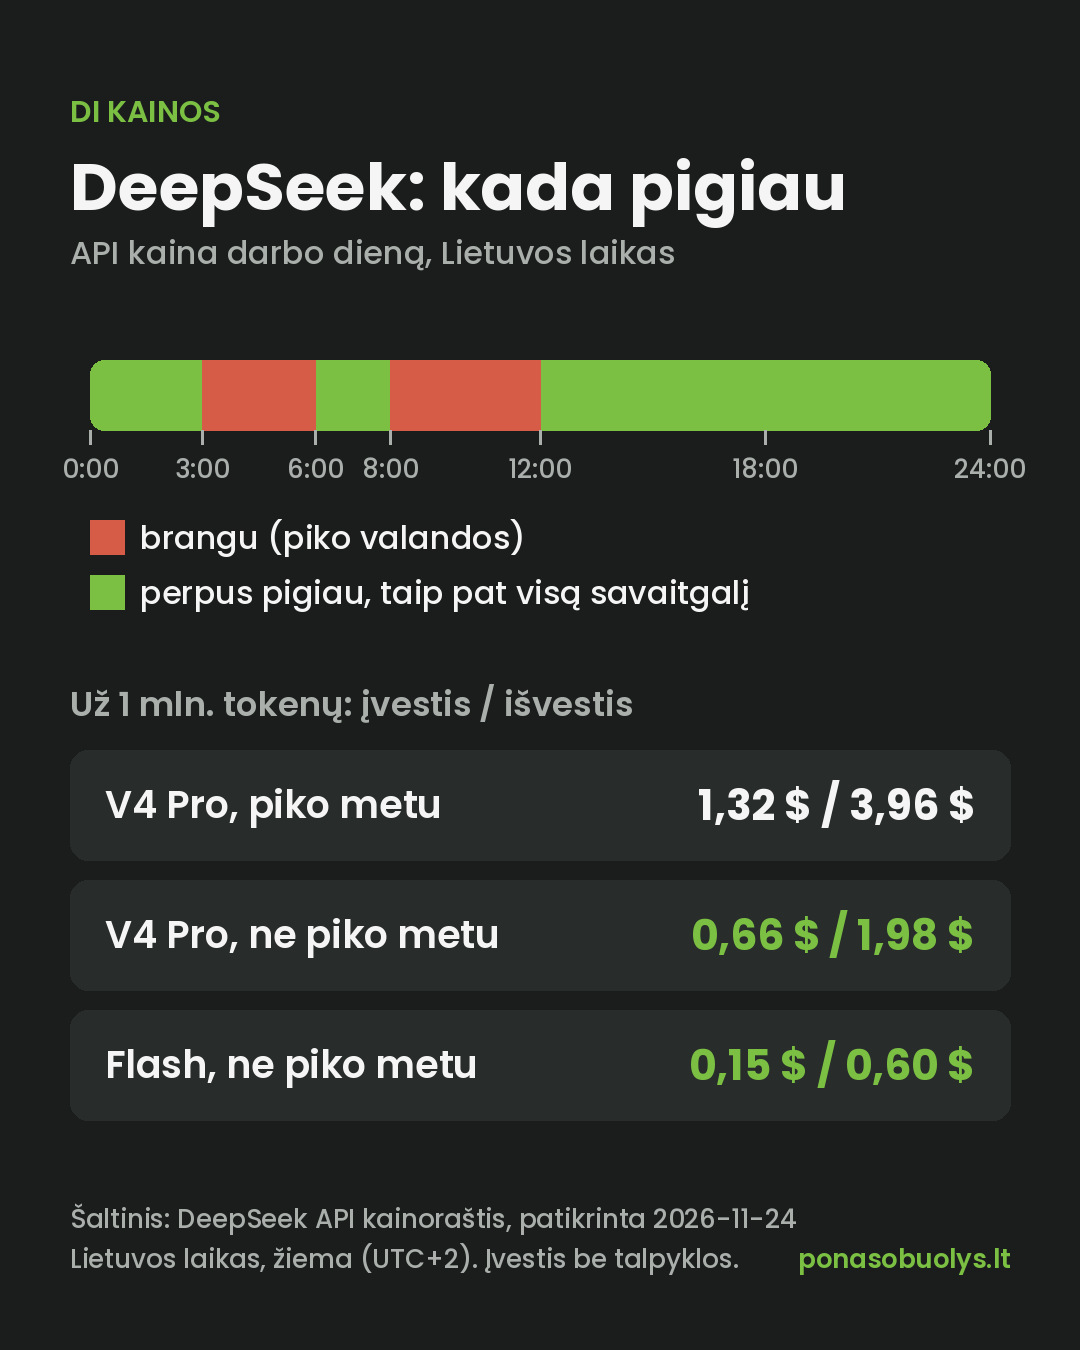 DI KAINOS
DeepSeek: kada pigiau
API kaina darbo dieną, Lietuvos laikas
0:00 3:00 6:00 8:00 12:00 18:00 24:00
brangu (piko valandos)
perpus pigiau, taip pat visą savaitgalį
Už 1 mln. tokenų: įvestis / išvestis
V4 Pro, piko metu 1,32 $ / 3,96 $
V4 Pro, ne piko metu 0,66 $ / 1,98 $
Flash, ne piko metu 0,15 $ / 0,60 $
Šaltinis: DeepSeek API kainoraštis, patikrinta 2026-11-24
Lietuvos laikas, žiema (UTC+2). Įvestis be talpyklos. ponasobuolys.lt